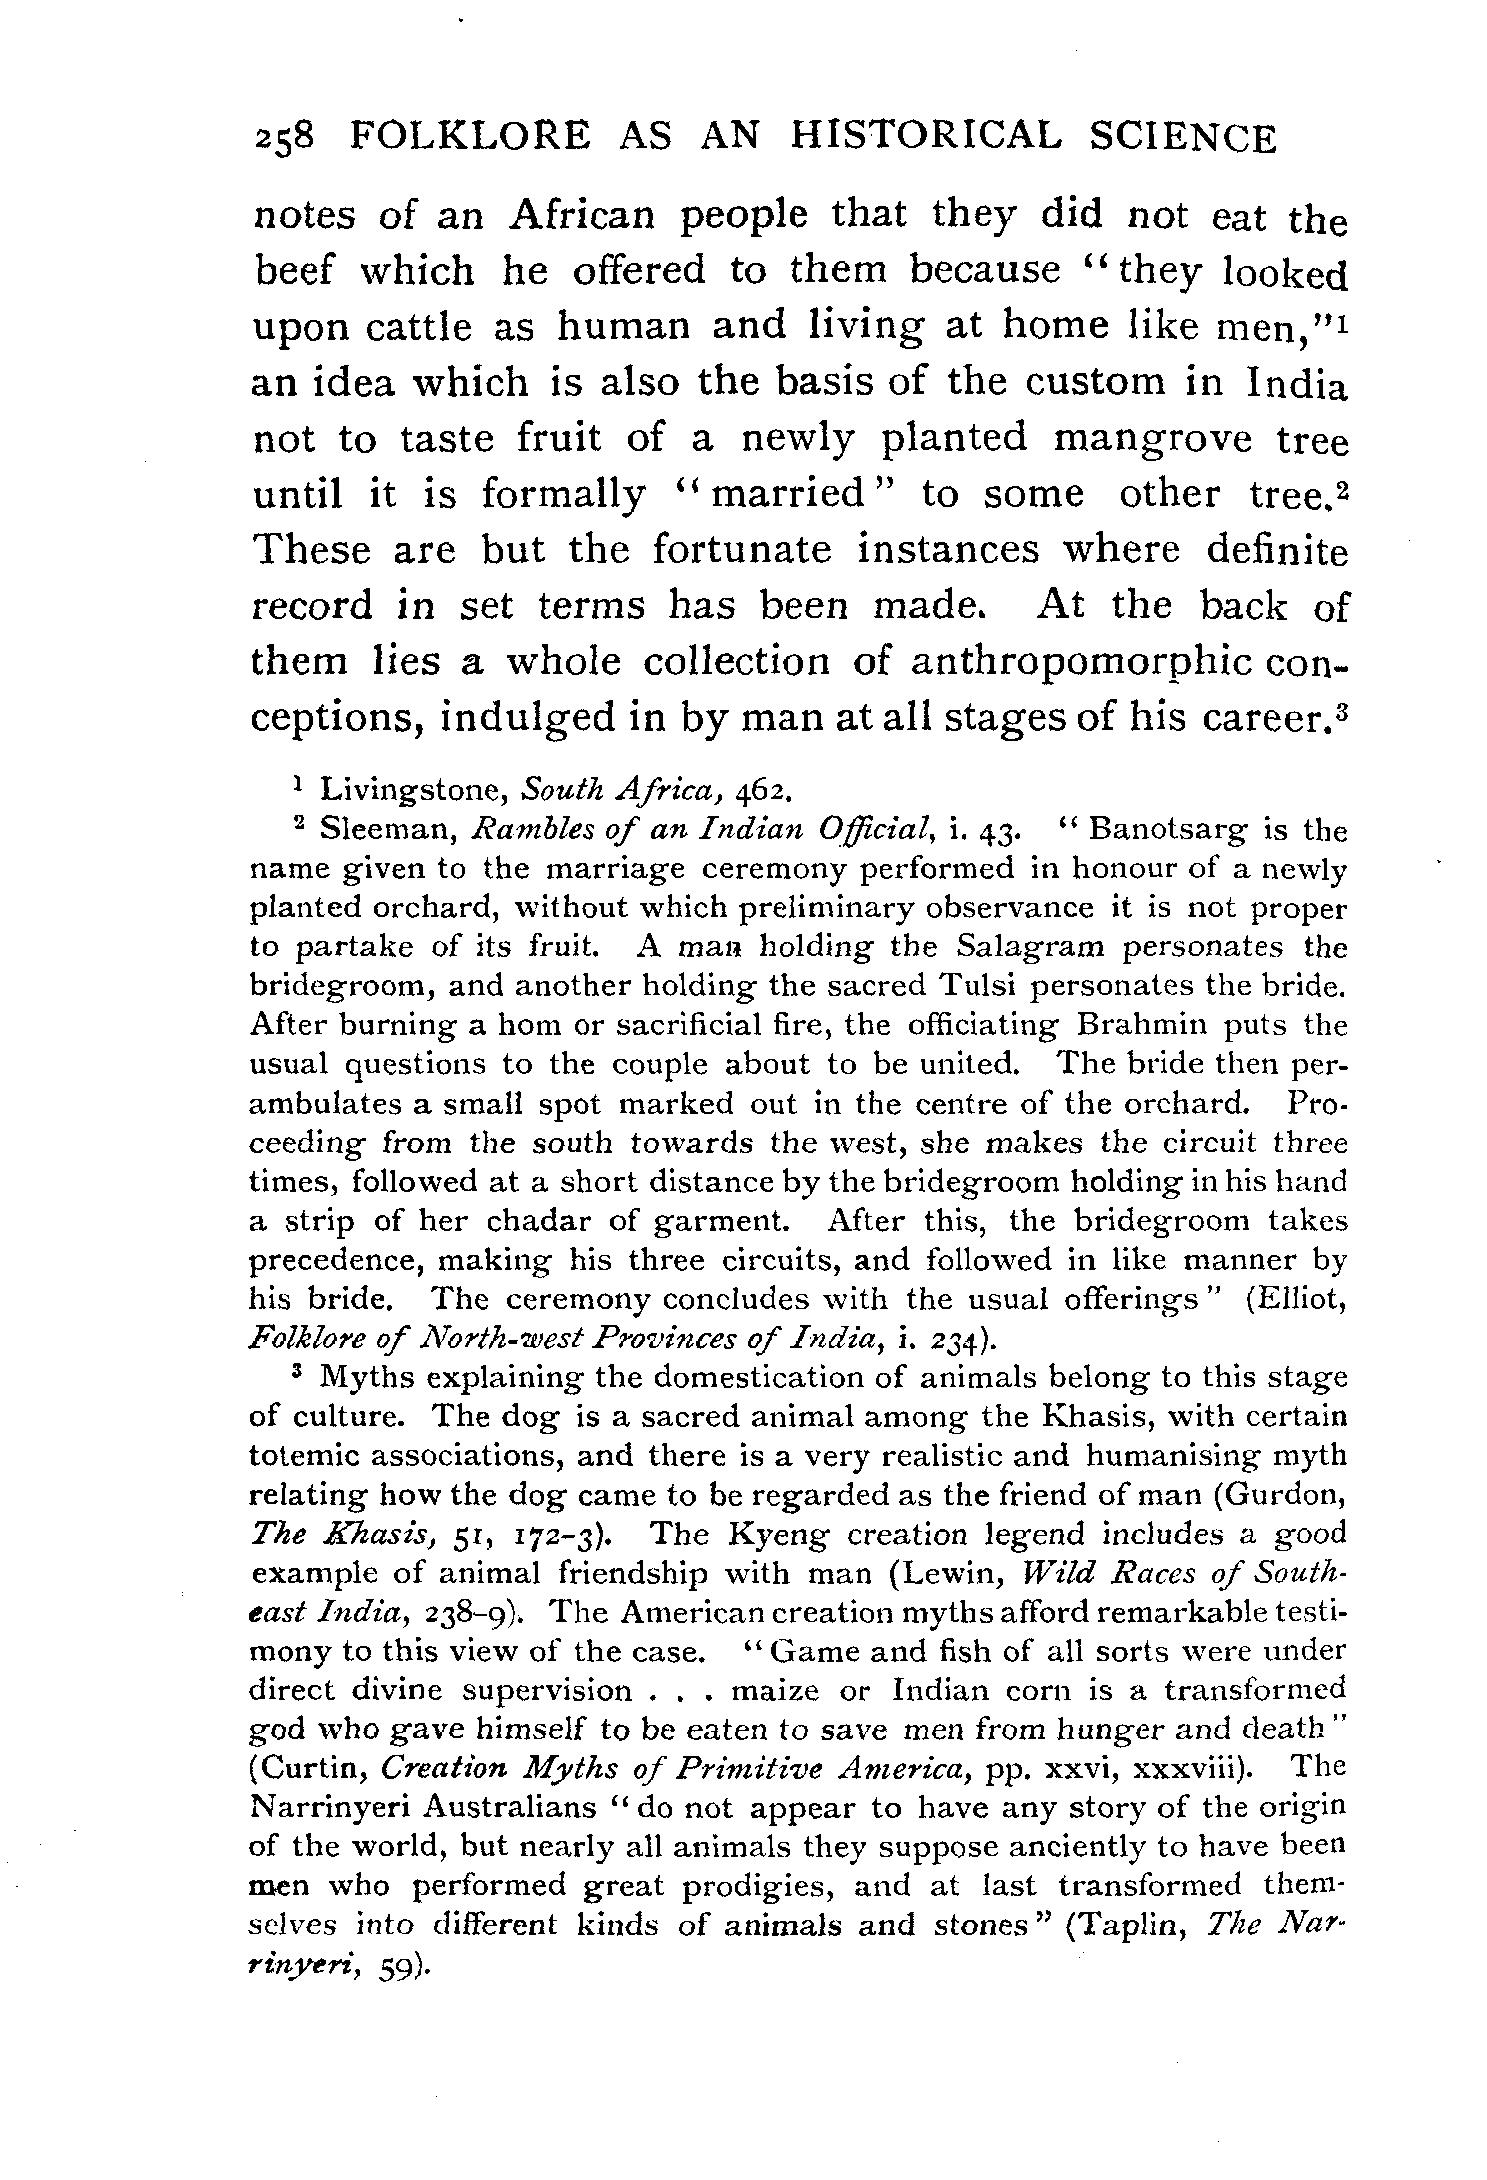 258 FOLKLORE AS AN HISTORICAL SCIENCE
notes of an African people that they did not eat the
beef which he offered to them because “ they looked
upon cattle as human and living at home like men,”¹
an idea which is also the basis of the custom in India
not to taste fruit of a newly planted mangrove tree
until it is formally “ married ” to some other tree.²
These are but the fortunate instances where definite
record in set terms has been made. At the back of
them lies a whole collection of anthropomorphic con-
ceptions, indulged in by man at all stages of his career.³
¹ Livingstone, South Africa, 462.
² Sleeman, Rambles of an Indian Official, i. 43. “ Banotsarg is the
name given to the marriage ceremony performed in honour of a newly
planted orchard, without which preliminary observance it is not proper
to partake of its fruit. A man holding the Salagram personates the
bridegroom, and another holding the sacred Tulsi personates the bride.
After burning a hom or sacrificial fire, the officiating Brahmin puts the
usual questions to the couple about to be united. The bride then per-
ambulates a small spot marked out in the centre of the orchard. Pro-
ceeding from the south towards the west, she makes the circuit three
times, followed at a short distance by the bridegroom holding in his hand
a strip of her chadar of garment. After this, the bridegroom takes
precedence, making his three circuits, and followed in like manner by
his bride. The ceremony concludes with the usual offerings ” (Elliot,
Folklore of North-west Provinces of India, i. 234).
³ Myths explaining the domestication of animals belong to this stage
of culture. The dog is a sacred animal among the Khasis, with certain
totemic associations, and there is a very realistic and humanising myth
relating how the dog came to be regarded as the friend of man (Gurdon,
The Khasis, 51, 172–3). The Kyeng creation legend includes a good
example of animal friendship with man (Lewin, Wild Races of South-
east India, 238–9). The American creation myths afford remarkable testi-
mony to this view of the case. “ Game and fish of all sorts were under
direct divine supervision . . . maize or Indian corn is a transformed
god who gave himself to be eaten to save men from hunger and death ”
(Curtin, Creation Myths of Primitive America, pp. xxvi, xxxviii). The
Narrinyeri Australians “ do not appear to have any story of the origin
of the world, but nearly all animals they suppose anciently to have been
men who performed great prodigies, and at last transformed them-
selves into different kinds of animals and stones ” (Taplin, The Nar-
rinyeri, 59).